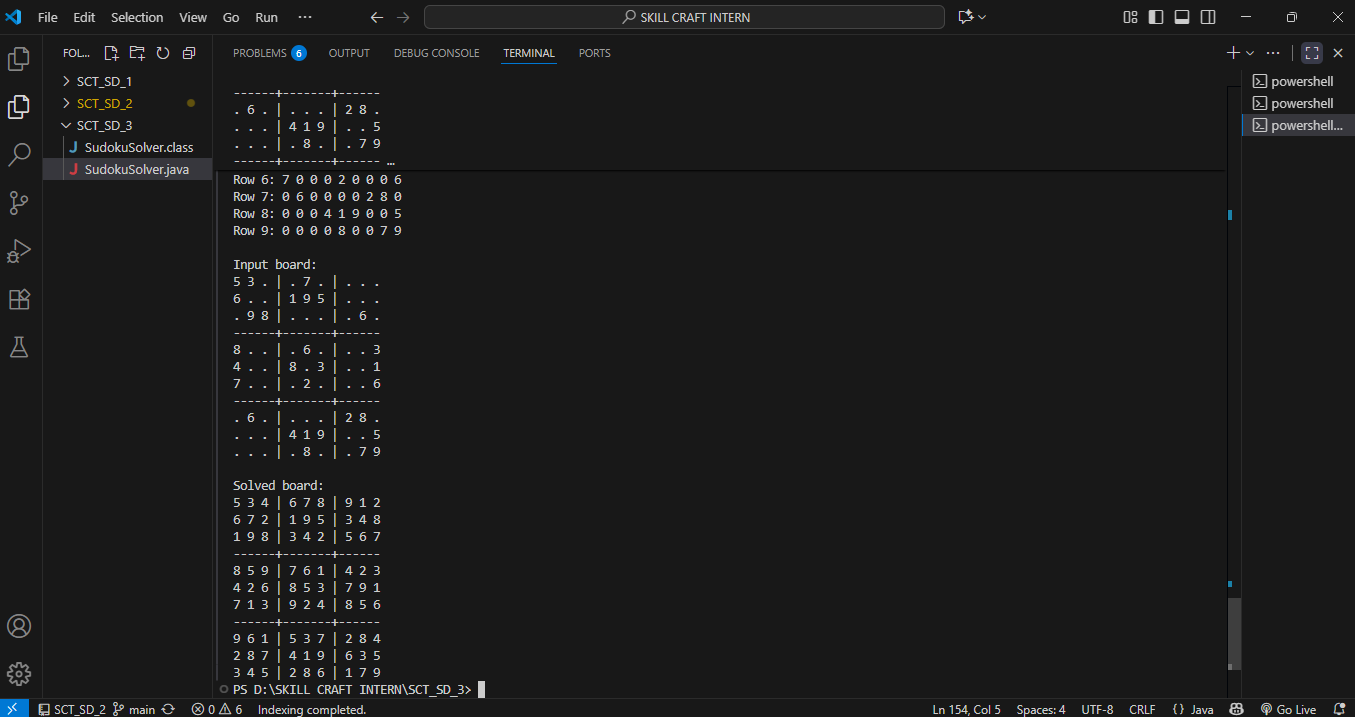 File Edit Selection View Go Run ··· SKILL CRAFT INTERN
FOL... PROBLEMS 6 OUTPUT DEBUG CONSOLE TERMINAL PORTS
SCT_SD_1
SCT_SD_2
SCT_SD_3
SudokuSolver.class
SudokuSolver.java
------+-------+------
. 6 . | . . . | 2 8 .
. . . | 4 1 9 | . . 5
. . . | . 8 . | . 7 9
------+-------+------ …
Row 6: 7 0 0 0 2 0 0 0 6
Row 7: 0 6 0 0 0 0 2 8 0
Row 8: 0 0 0 4 1 9 0 0 5
Row 9: 0 0 0 0 8 0 0 7 9
Input board:
5 3 . | . 7 . | . . .
6 . . | 1 9 5 | . . .
. 9 8 | . . . | . 6 .
------+-------+------
8 . . | . 6 . | . . 3
4 . . | 8 . 3 | . . 1
7 . . | . 2 . | . . 6
------+-------+------
. 6 . | . . . | 2 8 .
. . . | 4 1 9 | . . 5
. . . | . 8 . | . 7 9
Solved board:
5 3 4 | 6 7 8 | 9 1 2
6 7 2 | 1 9 5 | 3 4 8
1 9 8 | 3 4 2 | 5 6 7
------+-------+------
8 5 9 | 7 6 1 | 4 2 3
4 2 6 | 8 5 3 | 7 9 1
7 1 3 | 9 2 4 | 8 5 6
------+-------+------
9 6 1 | 5 3 7 | 2 8 4
2 8 7 | 4 1 9 | 6 3 5
3 4 5 | 2 8 6 | 1 7 9
PS D:\SKILL CRAFT INTERN\SCT_SD_3>
powershell
powershell
powershell...
SCT_SD_2 main 0 6 Indexing completed. Ln 154, Col 5 Spaces: 4 UTF-8 CRLF {} Java Go Live